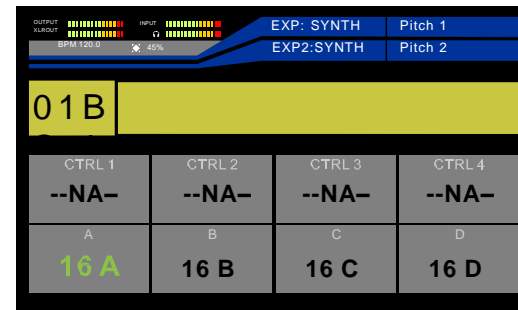 OUTPUT INPUT EXP: SYNTH Pitch 1
XLROUT
BPM 120.0 45% EXP2:SYNTH Pitch 2
01B
CTRL 1 CTRL 2 CTRL 3 CTRL 4
--NA– --NA– --NA– --NA–
A B C D
16 A 16 B 16 C 16 D